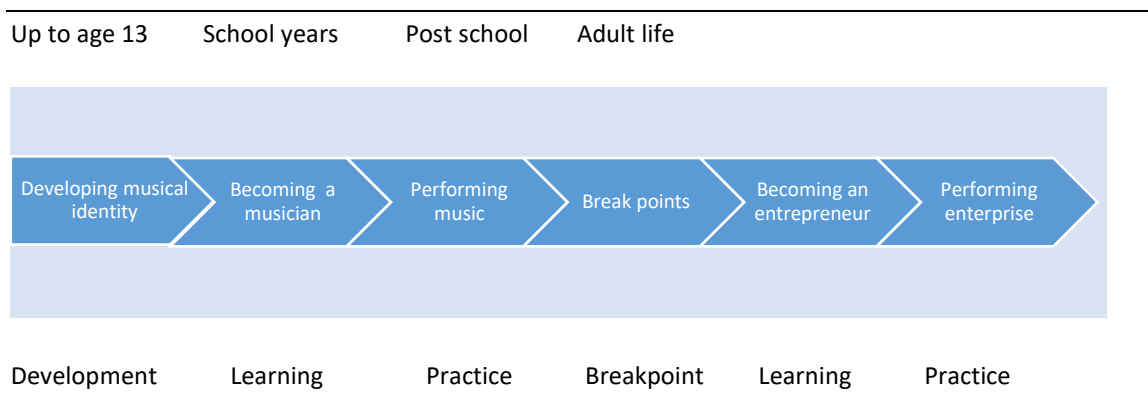 Up to age 13 School years Post school Adult life
Developing musical
identity
Becoming a
musician
Performing
music
Break points
Becoming an
entrepreneur
Performing
enterprise
Development Learning Practice Breakpoint Learning Practice